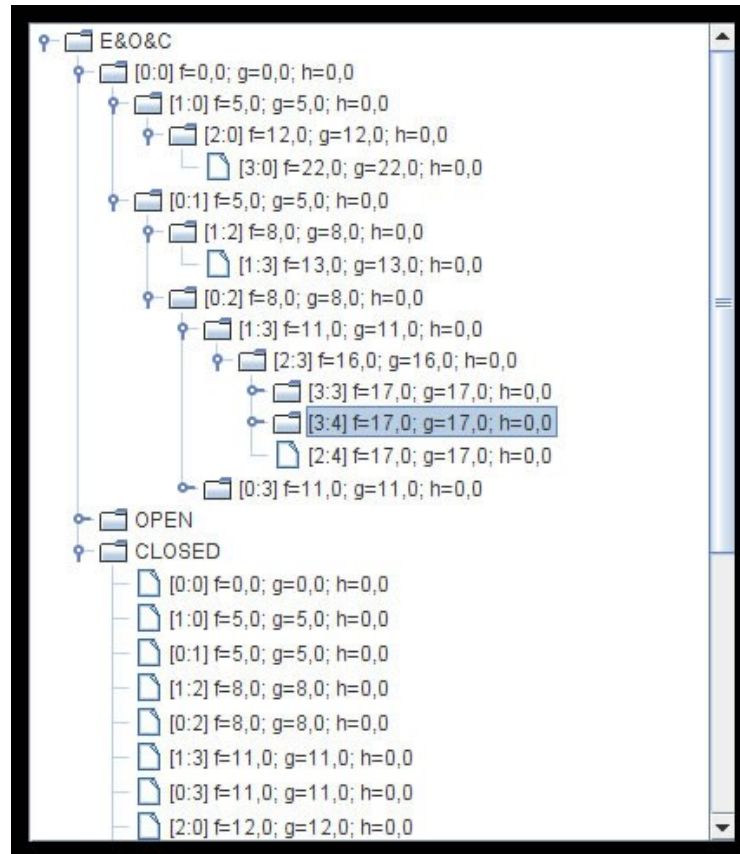 E&O&C
[0:0] f=0,0; g=0,0; h=0,0
[1:0] f=5,0; g=5,0; h=0,0
[2:0] f=12,0; g=12,0; h=0,0
[3:0] f=22,0; g=22,0; h=0,0
[0:1] f=5,0; g=5,0; h=0,0
[1:2] f=8,0; g=8,0; h=0,0
[1:3] f=13,0; g=13,0; h=0,0
[0:2] f=8,0; g=8,0; h=0,0
[1:3] f=11,0; g=11,0; h=0,0
[2:3] f=16,0; g=16,0; h=0,0
[3:3] f=17,0; g=17,0; h=0,0
[3:4] f=17,0; g=17,0; h=0,0
[2:4] f=17,0; g=17,0; h=0,0
[0:3] f=11,0; g=11,0; h=0,0
OPEN
CLOSED
[0:0] f=0,0; g=0,0; h=0,0
[1:0] f=5,0; g=5,0; h=0,0
[0:1] f=5,0; g=5,0; h=0,0
[1:2] f=8,0; g=8,0; h=0,0
[0:2] f=8,0; g=8,0; h=0,0
[1:3] f=11,0; g=11,0; h=0,0
[0:3] f=11,0; g=11,0; h=0,0
[2:0] f=12,0; g=12,0; h=0,0